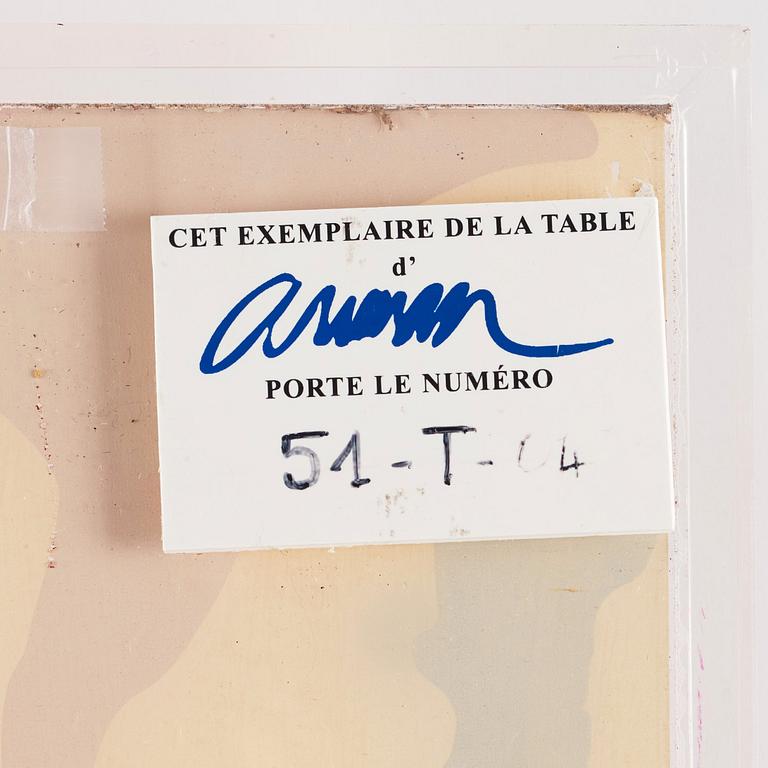 CET EXEMPLAIRE DE LA TABLE
d'
arman
PORTE LE NUMÉRO
51-T-04